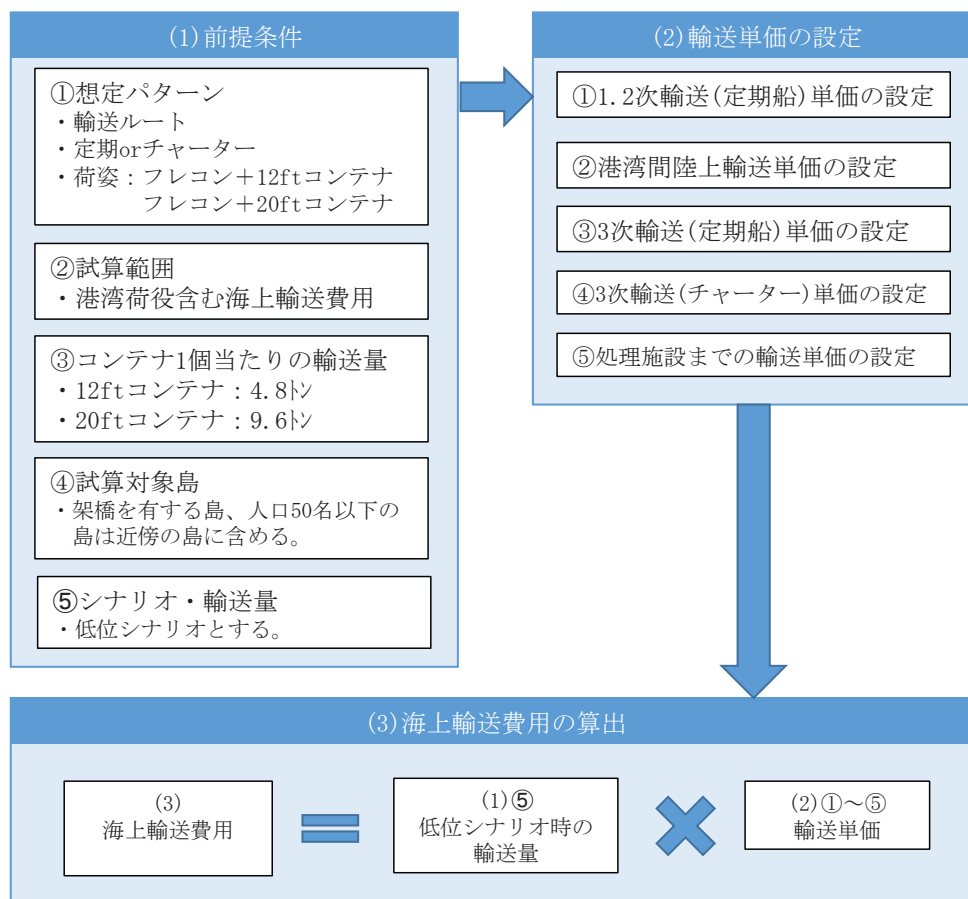 (1)前提条件
①想定パターン
・輸送ルート
・定期orチャーター
・荷姿：フレコン＋12ftコンテナ
フレコン＋20ftコンテナ
②試算範囲
・港湾荷役含む海上輸送費用
③コンテナ1個当たりの輸送量
・12ftコンテナ：4.8㌧
・20ftコンテナ：9.6㌧
④試算対象島
・架橋を有する島、人口50名以下の
島は近傍の島に含める。
⑤シナリオ・輸送量
・低位シナリオとする。
(2)輸送単価の設定
①1.2次輸送(定期船)単価の設定
②港湾間陸上輸送単価の設定
③3次輸送(定期船)単価の設定
④3次輸送(チャーター)単価の設定
⑤処理施設までの輸送単価の設定
(3)海上輸送費用の算出
(3)
海上輸送費用
(1)⑤
低位シナリオ時の
輸送量
(2)①～⑤
輸送単価